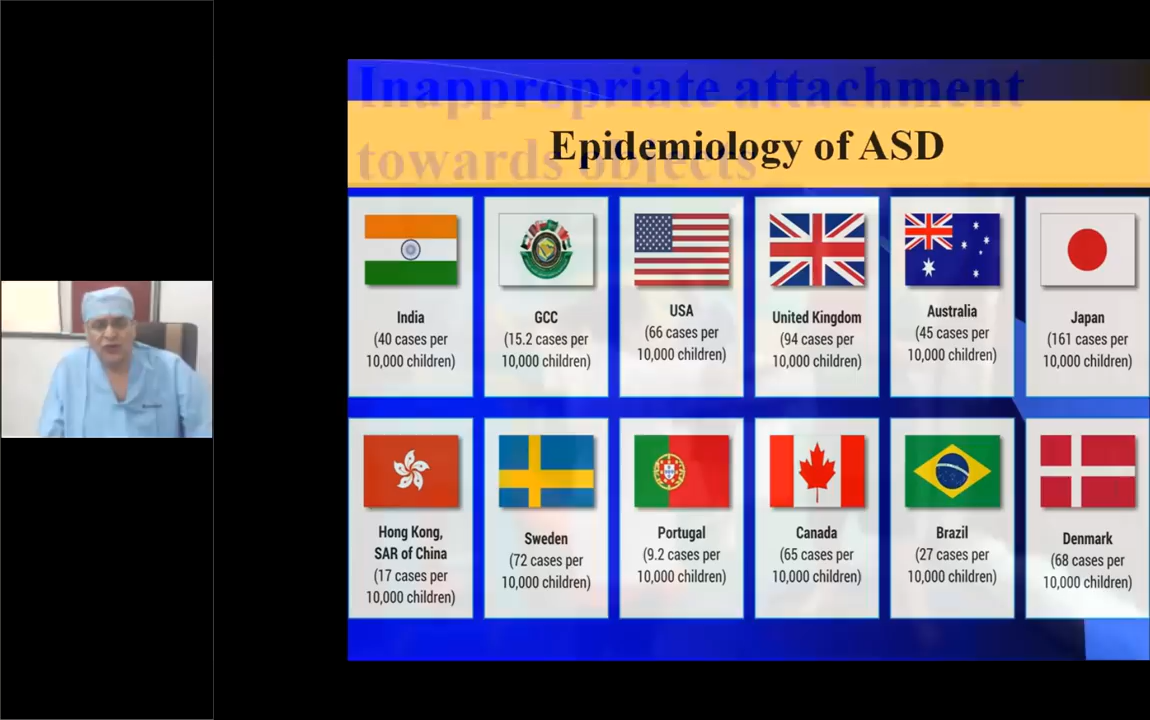 Inappropriate attachment
towards objects
Epidemiology of ASD
India
(40 cases per
10,000 children)
GCC
(15.2 cases per
10,000 children)
USA
(66 cases per
10,000 children)
United Kingdom
(94 cases per
10,000 children)
Australia
(45 cases per
10,000 children)
Japan
(161 cases per
10,000 children)
Hong Kong,
SAR of China
(17 cases per
10,000 children)
Sweden
(72 cases per
10,000 children)
Portugal
(9.2 cases per
10,000 children)
Canada
(65 cases per
10,000 children)
Brazil
(27 cases per
10,000 children)
Denmark
(68 cases per
10,000 children)